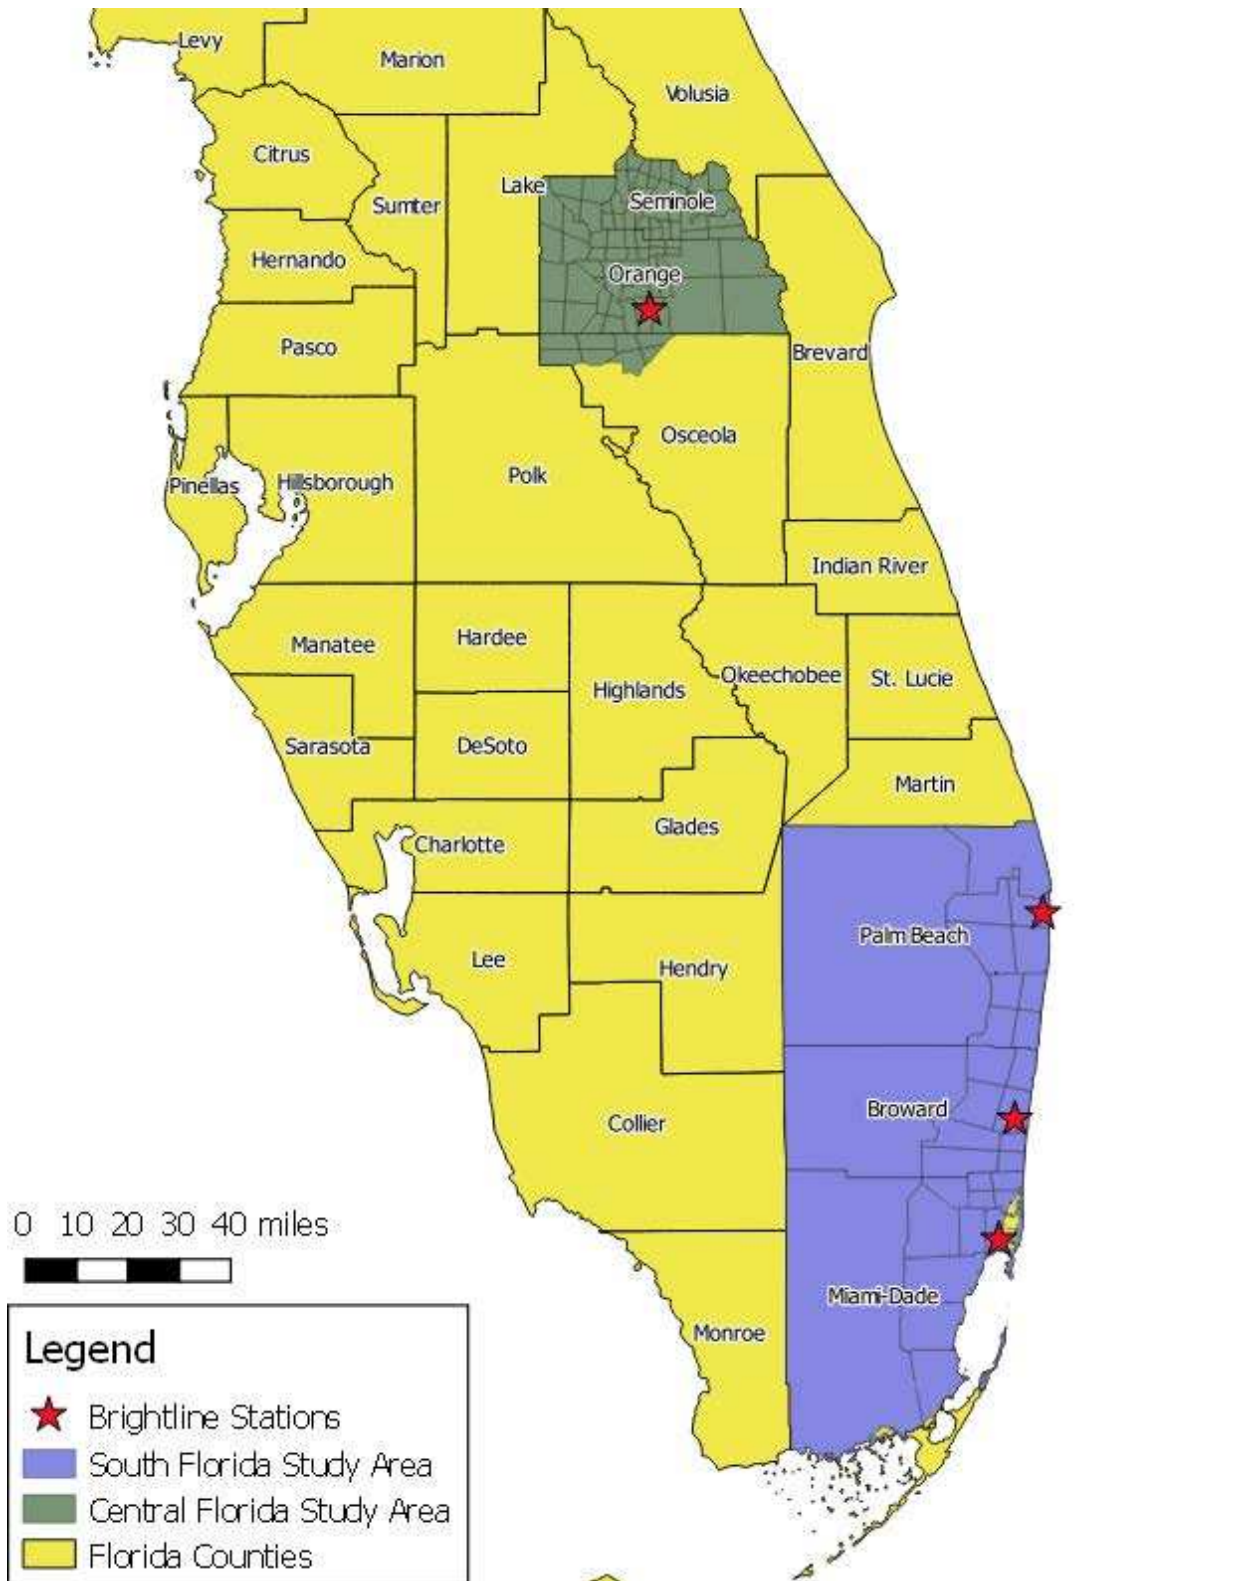 Levy
Marion
Volusia
Citrus
Lake
Seminole
Sumter
Hernando
Orange
Pasco
Brevard
Osceola
Polk
Pinellas
Hillsborough
Indian River
Manatee
Hardee
Okeechobee
St. Lucie
Highlands
Sarasota
DeSoto
Martin
Glades
Charlotte
Palm Beach
Lee
Hendry
Broward
Collier
0 10 20 30 40 miles
Miami-Dade
Monroe
Legend
Brightline Stations
South Florida Study Area
Central Florida Study Area
Florida Counties